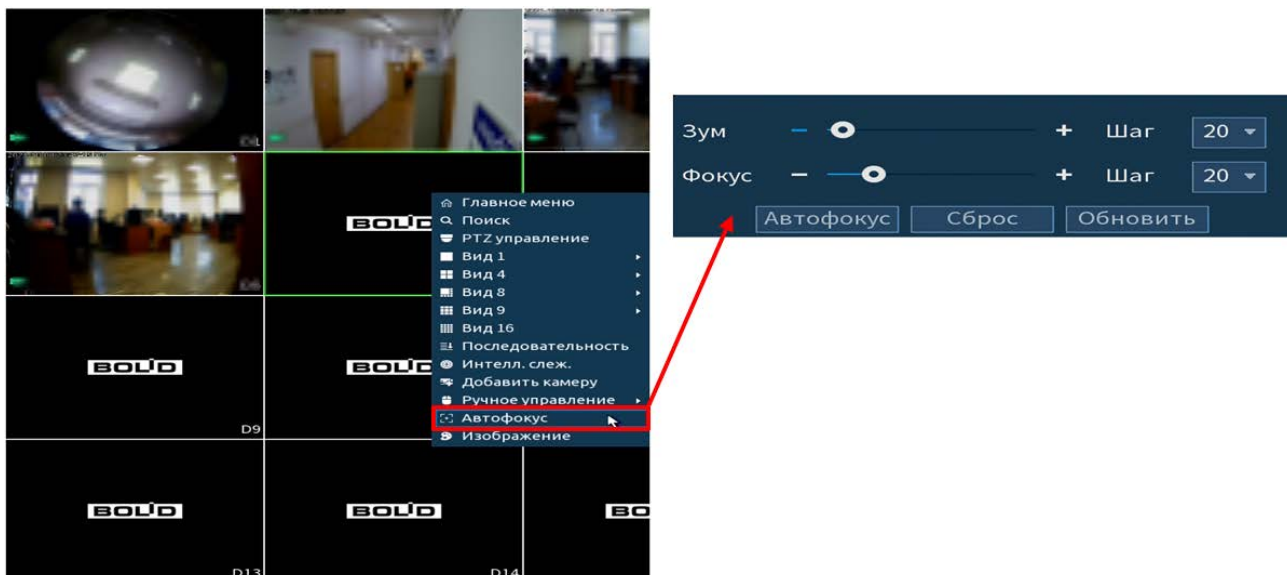 D1
D6
BOLID
Главное меню
Поиск
PTZ управление
Вид 1
Вид 4
Вид 8
Вид 9
Вид 16
Последовательность
Интелл. слеж.
Добавить камеру
Ручное управление
Автофокус
Изображение
BOLID
D9
BOLID
BOLID
D13
BOLID
D14
BO
Зум - + Шаг 20
Фокус - + Шаг 20
Автофокус Сброс Обновить